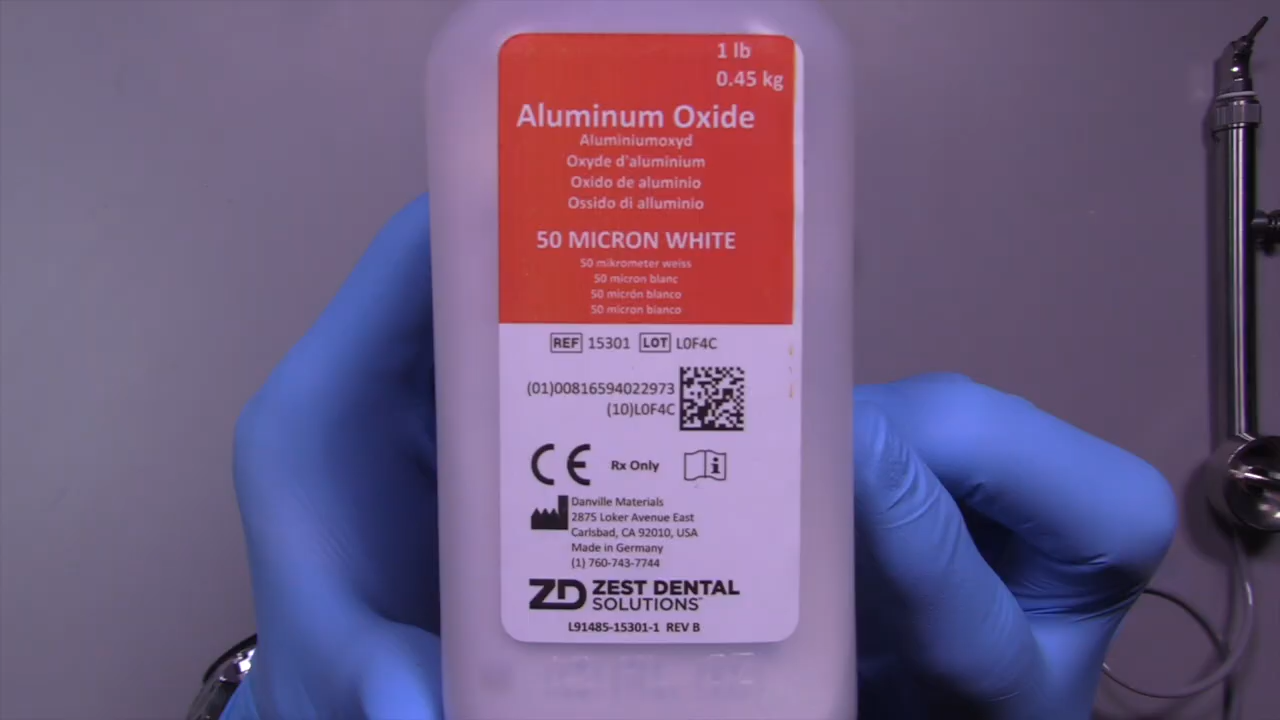 1 lb
0.45 kg
Aluminum Oxide
Aluminiumoxyd
Oxyde d'aluminium
Oxido de aluminio
Ossido di alluminio
50 MICRON WHITE
50 mikrometer weiss
50 micron blanc
50 micrón blanco
50 micron bianco
REF 15301 LOT L0F4C
(01)00816594022973
(10)L0F4C
CE Rx Only i
Danville Materials
2875 Loker Avenue East
Carlsbad, CA 92010, USA
Made in Germany
(1) 760-743-7744
ZD ZEST DENTAL
SOLUTIONS™
L91485-15301-1 REV B